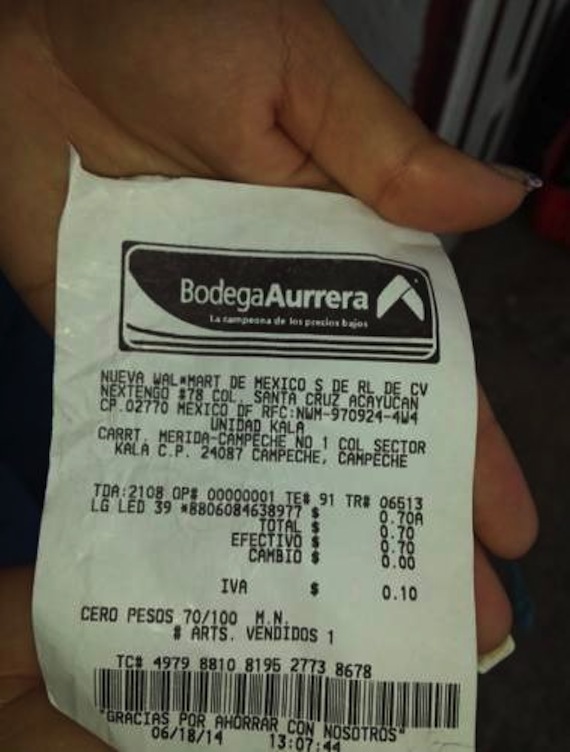 BodegaAurrera
La campeona de los precios bajos
NUEVA WAL*MART DE MEXICO S DE RL DE CV
NEXTENGO #78 COL. SANTA CRUZ ACAYUCAN
CP.02770 MEXICO DF RFC:NWM-970924-4W4
UNIDAD KALA
CARRT. MERIDA-CAMPECHE NO 1 COL SECTOR
KALA C.P. 24087 CAMPECHE, CAMPECHE
TDA:2108 OP# 00000001 TE# 91 TR# 06513
LG LED 39 *8806084638977 $ 0.70A
TOTAL $ 0.70
EFECTIVO $ 0.70
CAMBIO $ 0.00
IVA $ 0.10
CERO PESOS 70/100 M.N.
# ARTS. VENDIDOS 1
TC# 4979 8810 8195 2773 8678
"GRACIAS POR AHORRAR CON NOSOTROS"
06/18/14 13:07:44